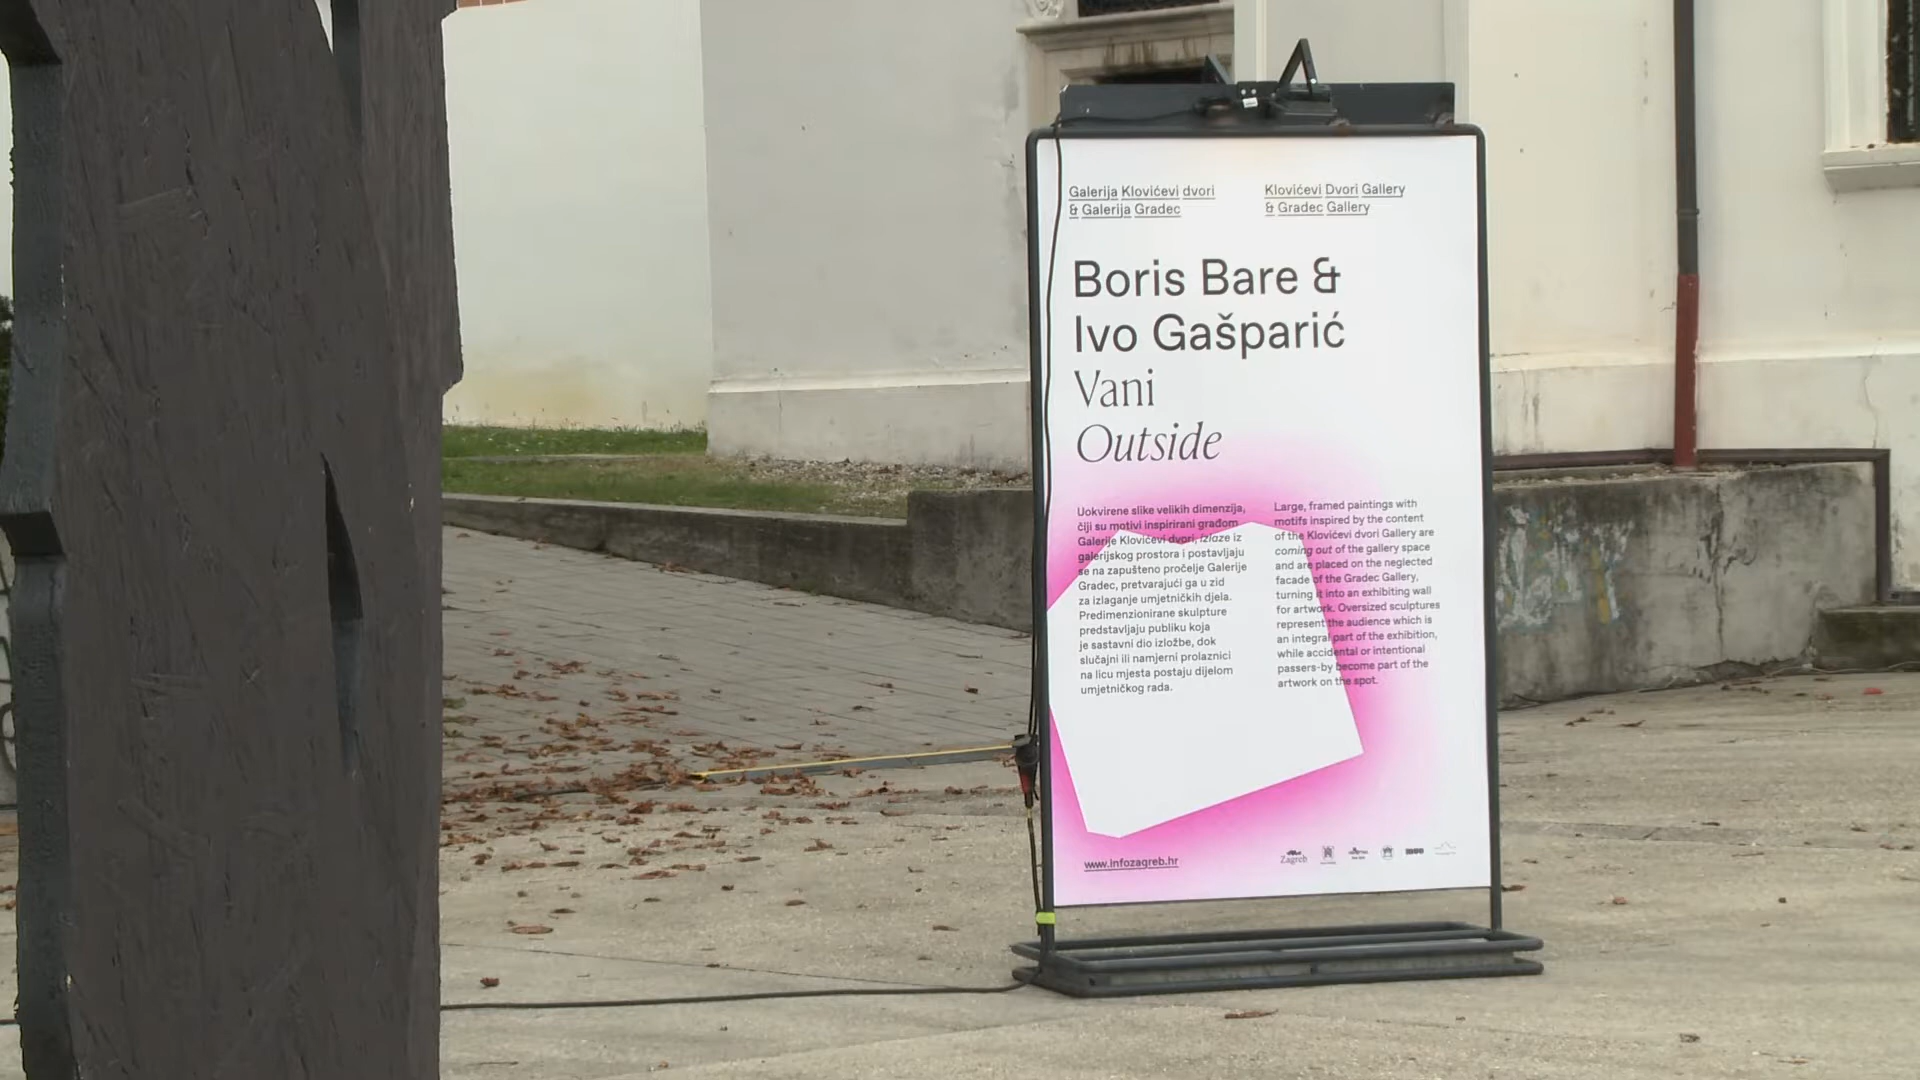 Galerija Klovićevi dvori
& Galerija Gradec
Klovićevi Dvori Gallery
& Gradec Gallery
Boris Bare &
Ivo Gašparić
Vani
Outside
Uokvirene slike velikih dimenzija,
čiji su motivi inspirirani građom
Galerije Klovićevi dvori, izlaze iz
galerijskog prostora i postavljaju
se na zapušteno pročelje Galerije
Gradec, pretvarajući ga u zid
za izlaganje umjetničkih djela.
Predimenzionirane skulpture
predstavljaju publiku koja
je sastavni dio izložbe, dok
slučajni ili namjerni prolaznici
na licu mjesta postaju dijelom
umjetničkog rada.
Large, framed paintings with
motifs inspired by the content
of the Klovićevi dvori Gallery are
coming out of the gallery space
and are placed on the neglected
facade of the Gradec Gallery,
turning it into an exhibiting wall
for artwork. Oversized sculptures
represent the audience which is
an integral part of the exhibition,
while accidental or intentional
passers-by become part of the
artwork on the spot.
www.infozagreb.hr
Zagreb